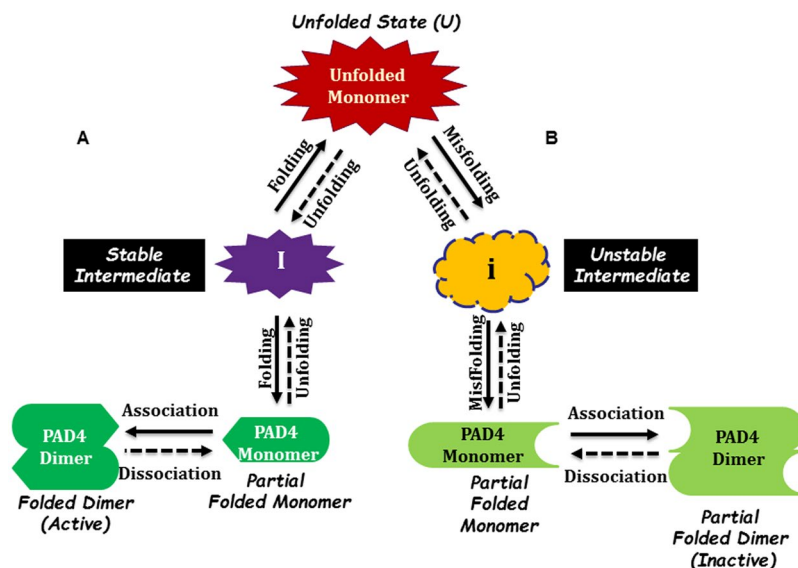 Unfolded State (U)
Unfolded
Monomer
A
B
Folding
Unfolding
Misfolding
Unfolding
Stable
Intermediate
I
i
Unstable
Intermediate
Folding
Unfolding
MisfFolding
Unfolding
PAD4
Dimer
Association
Dissociation
PAD4
Monomer
Folded Dimer
(Active)
Partial
Folded Monomer
PAD4
Monomer
Association
Dissociation
PAD4
Dimer
Partial
Folded
Monomer
Partial
Folded Dimer
(Inactive)